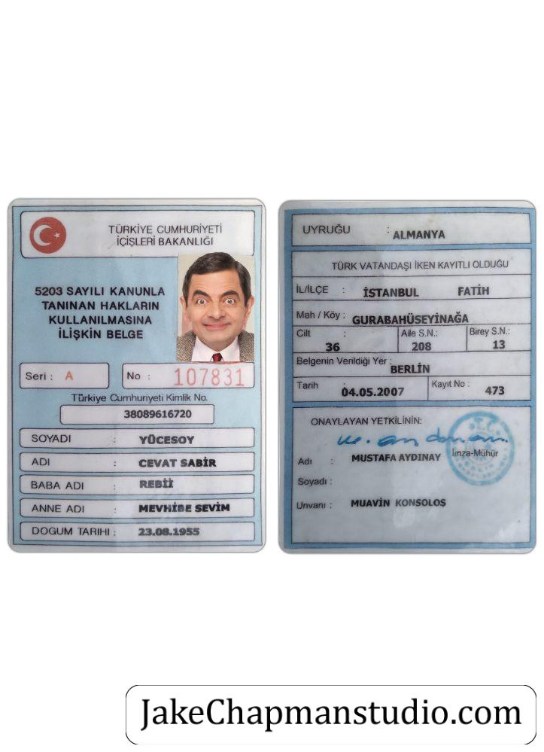 TÜRKİYE CUMHURİYETİ
İÇİŞLERİ BAKANLIĞI
5203 SAYILI KANUNLA
TANINAN HAKLARIN
KULLANILMASINA
İLİŞKİN BELGE
Seri : A No : 107831
Türkiye Cumhuriyeti Kimlik No.
38089616720
SOYADI : YÜCESOY
ADI : CEVAT SABİR
BABA ADI : REBİİ
ANNE ADI : MEVHİBE SEVİM
DOĞUM TARİHİ : 23.08.1955
UYRUĞU : ALMANYA
TÜRK VATANDAŞI İKEN KAYITLI OLDUĞU
İL/İLÇE : İSTANBUL FATİH
Mah / Köy : GURABAHÜSEYİNAĞA
Cilt : 36 Aile S.N.: 208 Birey S.N.: 13
Belgenin Verildiği Yer : BERLİN
Tarih : 04.05.2007 Kayıt No : 473
ONAYLAYAN YETKİLİNİN:
İmza-Mühür
Adı : MUSTAFA AYDINAY
Soyadı :
Unvanı : MUAVİN KONSOLOS
JakeChapmanstudio.com